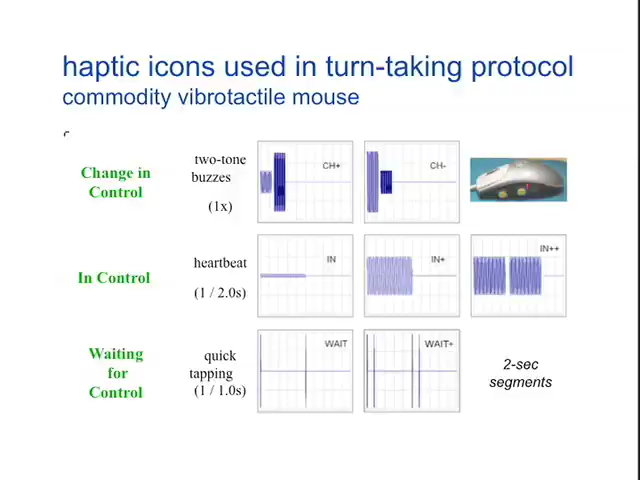 haptic icons used in turn-taking protocol
commodity vibrotactile mouse
Change in
Control
two-tone
buzzes
(1x)
CH+
CH-
In Control
heartbeat
(1 / 2.0s)
IN
IN+
IN++
Waiting
for
Control
quick
tapping
(1 / 1.0s)
WAIT
WAIT+
2-sec
segments